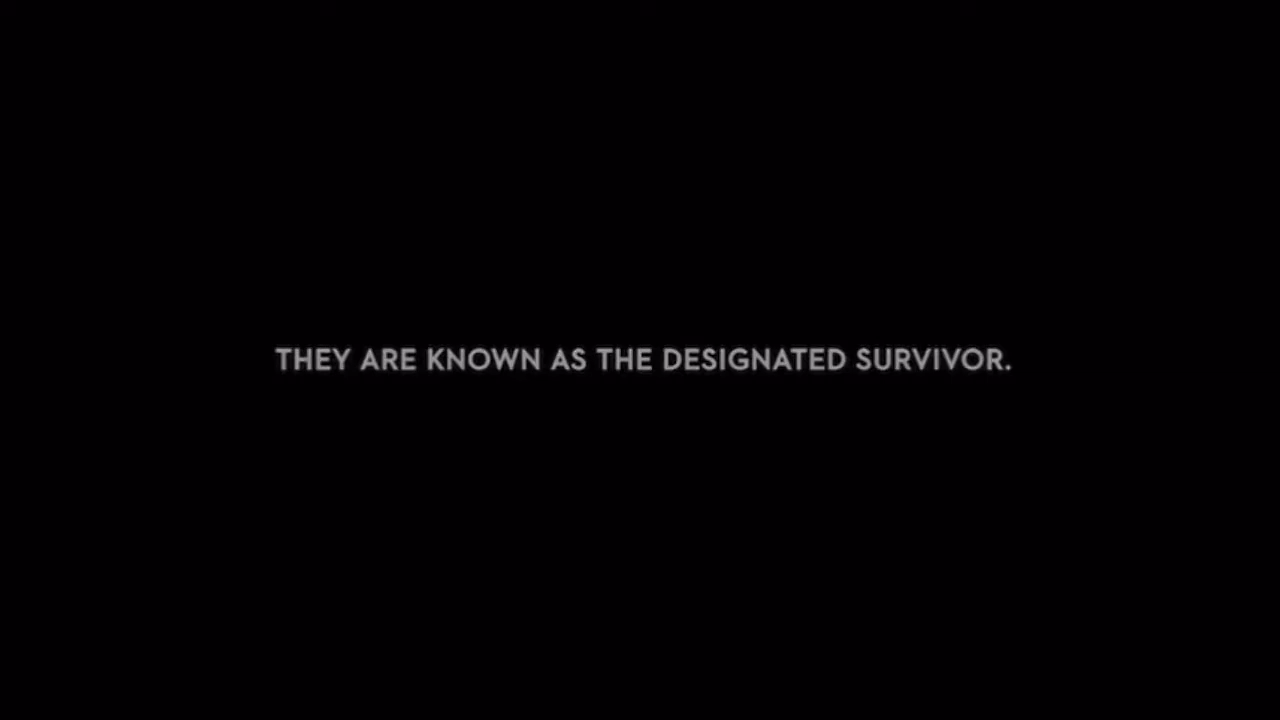 THEY ARE KNOWN AS THE DESIGNATED SURVIVOR.